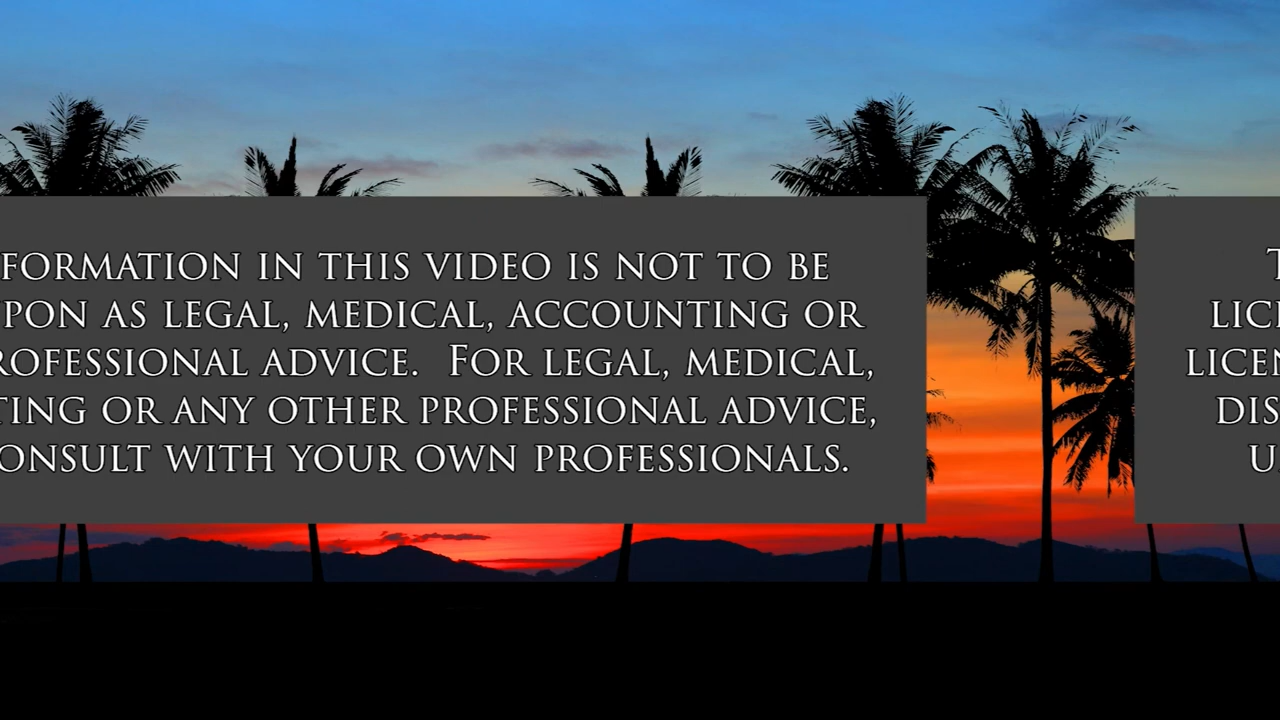 FORMATION IN THIS VIDEO IS NOT TO BE
PON AS LEGAL, MEDICAL, ACCOUNTING OR
ROFESSIONAL ADVICE. FOR LEGAL, MEDICAL,
TING OR ANY OTHER PROFESSIONAL ADVICE,
ONSULT WITH YOUR OWN PROFESSIONALS.
T
LIC
LICEN
DIS
U